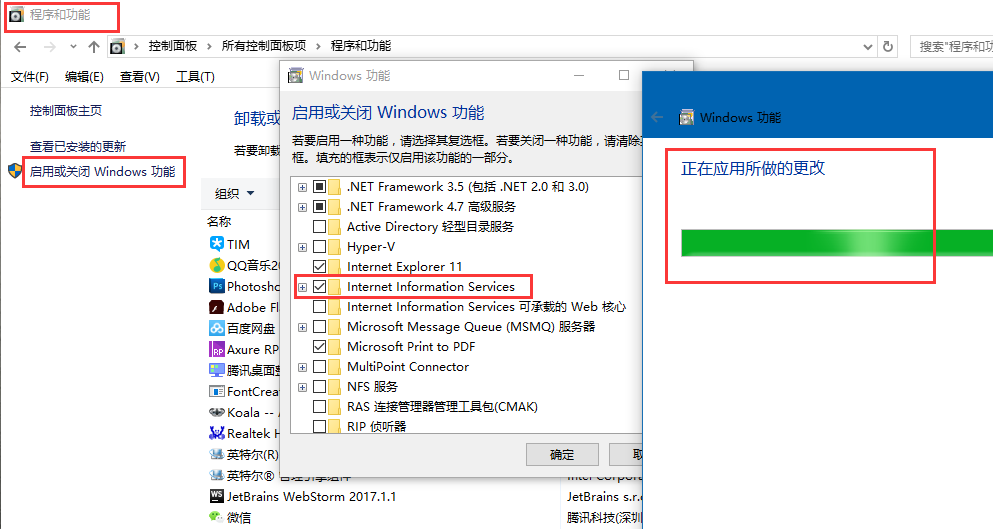 程序和功能
控制面板 › 所有控制面板项 › 程序和功能
搜索"程序和功
文件(F) 编辑(E) 查看(V) 工具(T)
控制面板主页
查看已安装的更新
启用或关闭 Windows 功能
卸载或
若要卸载
组织
名称
TIM
QQ音乐20
Photosho
Adobe Fl
百度网盘
Axure RP
腾讯桌面整
FontCrea
Koala --
Realtek H
英特尔(R)
英特尔® 管理引擎组件
Intel Corporat
JetBrains WebStorm 2017.1.1
JetBrains s.r.o
微信
腾讯科技(深圳
Windows 功能
启用或关闭 Windows 功能
若要启用一种功能，请选择其复选框。若要关闭一种功能，请清除其
框。填充的框表示仅启用该功能的一部分。
.NET Framework 3.5 (包括 .NET 2.0 和 3.0)
.NET Framework 4.7 高级服务
Active Directory 轻型目录服务
Hyper-V
Internet Explorer 11
Internet Information Services
Internet Information Services 可承载的 Web 核心
Microsoft Message Queue (MSMQ) 服务器
Microsoft Print to PDF
MultiPoint Connector
NFS 服务
RAS 连接管理器管理工具包(CMAK)
RIP 侦听器
确定
取
Windows 功能
正在应用所做的更改